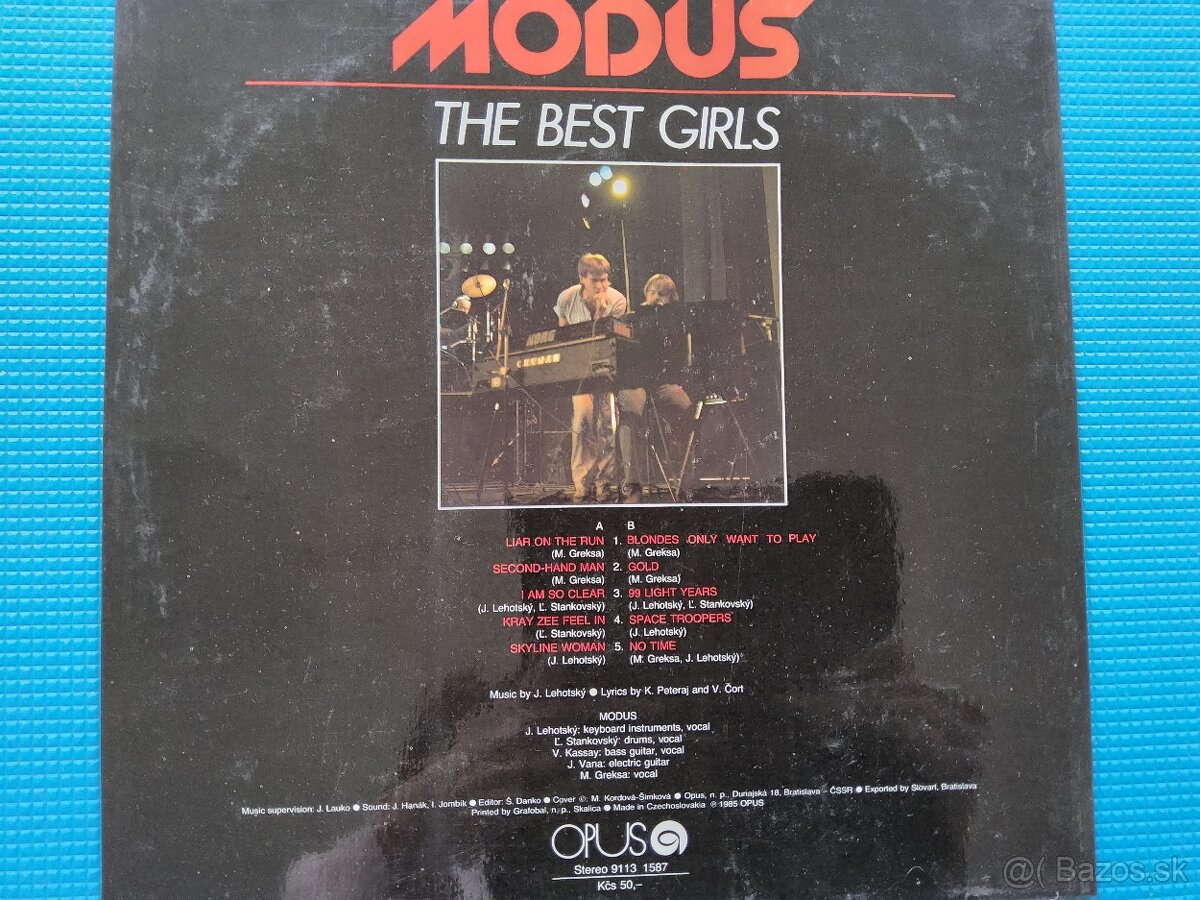 MODUS
THE BEST GIRLS
KORG
CRUMAR
A B
LIAR ON THE RUN 1. BLONDES ONLY WANT TO PLAY
(M. Greksa) (M. Greksa)
SECOND-HAND MAN 2. GOLD
(M. Greksa) (M. Greksa)
I AM SO CLEAR 3. 99 LIGHT YEARS
(J. Lehotský, Ľ. Stankovský) (J. Lehotský, Ľ. Stankovský)
KRAY ZEE FEEL IN 4. SPACE TROOPERS
(Ľ. Stankovský) (J. Lehotský)
SKYLINE WOMAN 5. NO TIME
(J. Lehotský) (M. Greksa, J. Lehotský)
Music by J. Lehotský ● Lyrics by K. Peteraj and V. Čort
MODUS
J. Lehotský: keyboard instruments, vocal
Ľ. Stankovský: drums, vocal
V. Kassay: bass guitar, vocal
J. Vana: electric guitar
M. Greksa: vocal
Music supervision: J. Lauko ● Sound: J. Hanák, I. Jombík ● Editor: Š. Danko ● Cover ©: M. Kordová-Šimková ● Opus, n. p., Dunajská 18, Bratislava – ČSSR ● Exported by Slovart, Bratislava
Printed by Grafobal, n. p., Skalica ● Made in Czechoslovakia ℗ 1985 OPUS
OPUS
Stereo 9113 1587
Kčs 50,–
@( Bazos.sk